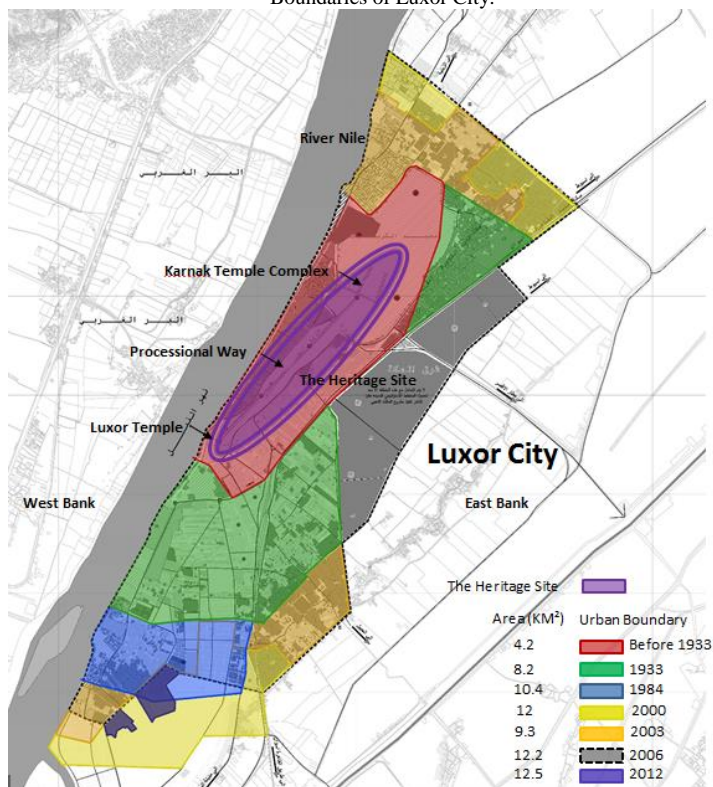 Boundaries of Luxor City.
River Nile
البر الغربى
Karnak Temple Complex
البر الغربى
Processional Way
The Heritage Site
Luxor Temple
Luxor City
West Bank
East Bank
The Heritage Site
Area (KM²) Urban Boundary
4.2 Before 1933
8.2 1933
10.4 1984
12 2000
9.3 2003
12.2 2006
12.5 2012